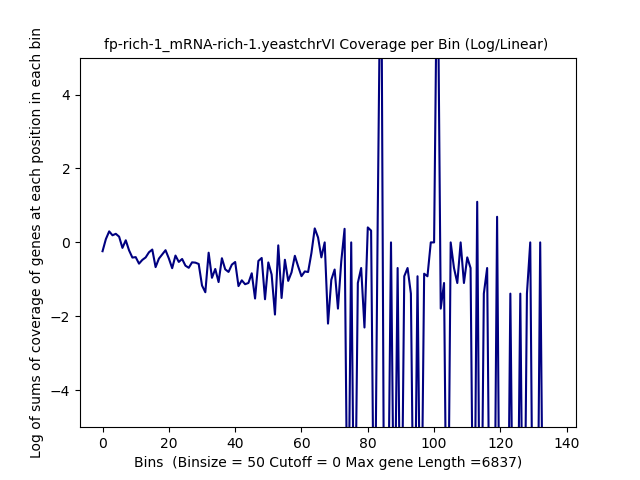 fp-rich-1_mRNA-rich-1.yeastchrVI Coverage per Bin (Log/Linear)
Log of sums of coverage of genes at each position in each bin
4
2
0
−2
−4
0 20 40 60 80 100 120 140
Bins  (Binsize = 50 Cutoff = 0 Max gene Length =6837)